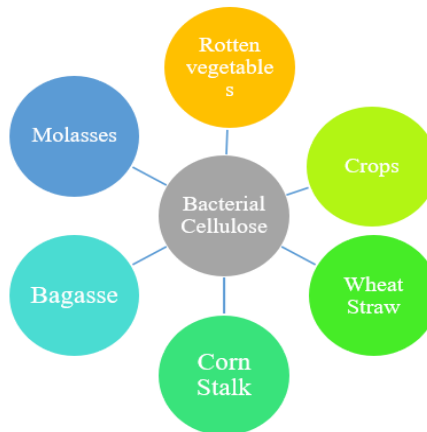 Rotten
vegetable
s
Molasses
Crops
Bacterial
Cellulose
Bagasse
Wheat
Straw
Corn
Stalk